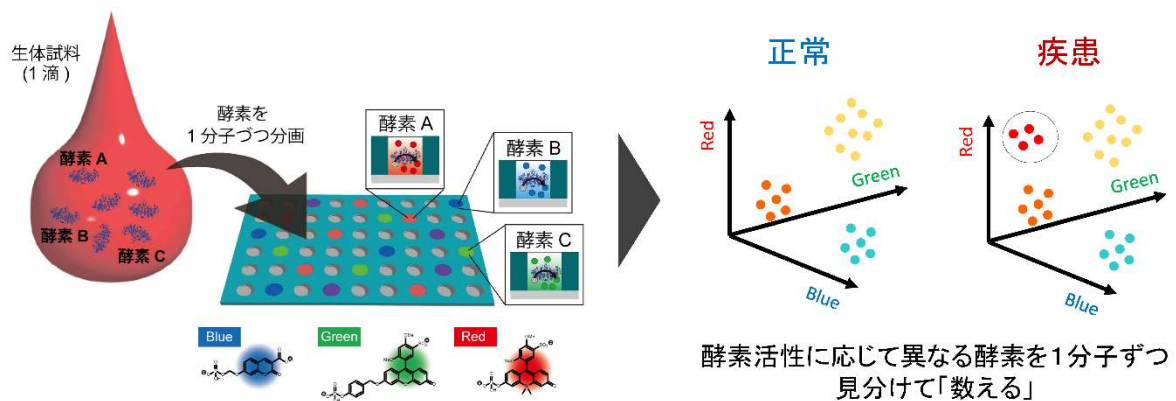 生体試料
(1滴)
酵素を
1分子づつ分画
酵素 A
酵素 B
酵素 C
酵素 A
酵素 B
酵素 C
Blue
Green
Red
正常
Red
Green
Blue
疾患
Red
Green
Blue
酵素活性に応じて異なる酵素を1分子ずつ
見分けて「数える」